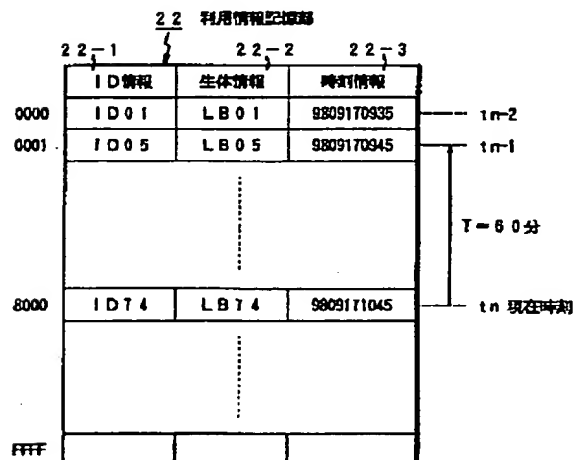 22 利用情報記憶部
22-1 22-2 22-3
ID情報 生体情報 時刻情報
0000 ID01 LB01 9809170935 tn-2
0001 ID05 LB05 9809170945 tn-1
T=60分
8000 ID74 LB74 9809171045 tn 現在時刻
FFFF